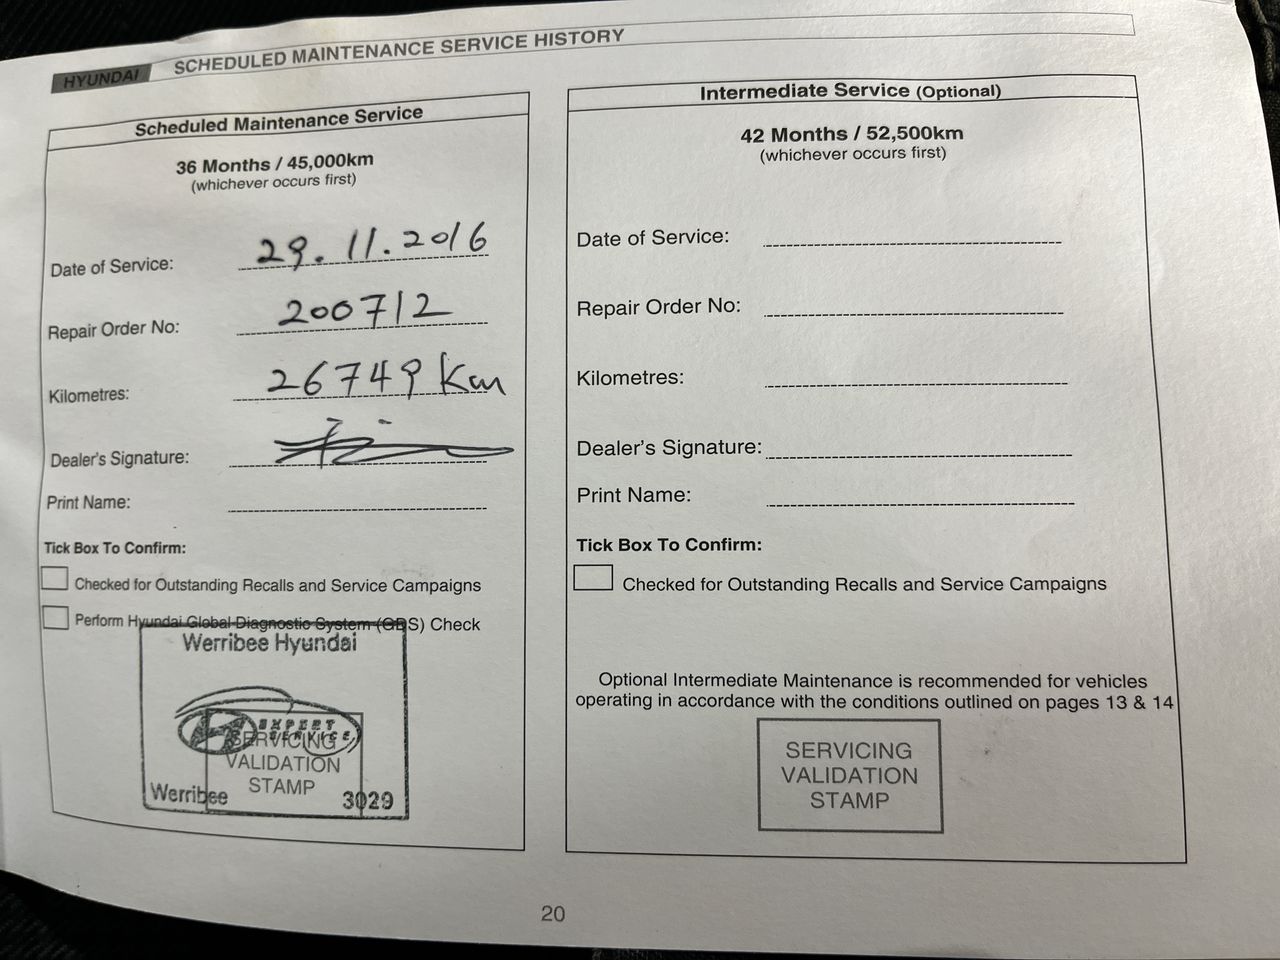 HYUNDAI SCHEDULED MAINTENANCE SERVICE HISTORY
Scheduled Maintenance Service
36 Months / 45,000km
(whichever occurs first)
Date of Service: 29.11.2016
Repair Order No: 200712
Kilometres: 26749 Km
Dealer's Signature:
Print Name:
Tick Box To Confirm:
Checked for Outstanding Recalls and Service Campaigns
Perform Hyundai Global Diagnostic System (GDS) Check
Werribee Hyundai
EXPERT
SERVICE
SERVICING
VALIDATION
STAMP
Werribee 3029
Intermediate Service (Optional)
42 Months / 52,500km
(whichever occurs first)
Date of Service:
Repair Order No:
Kilometres:
Dealer's Signature:
Print Name:
Tick Box To Confirm:
Checked for Outstanding Recalls and Service Campaigns
Optional Intermediate Maintenance is recommended for vehicles
operating in accordance with the conditions outlined on pages 13 & 14
SERVICING
VALIDATION
STAMP
20